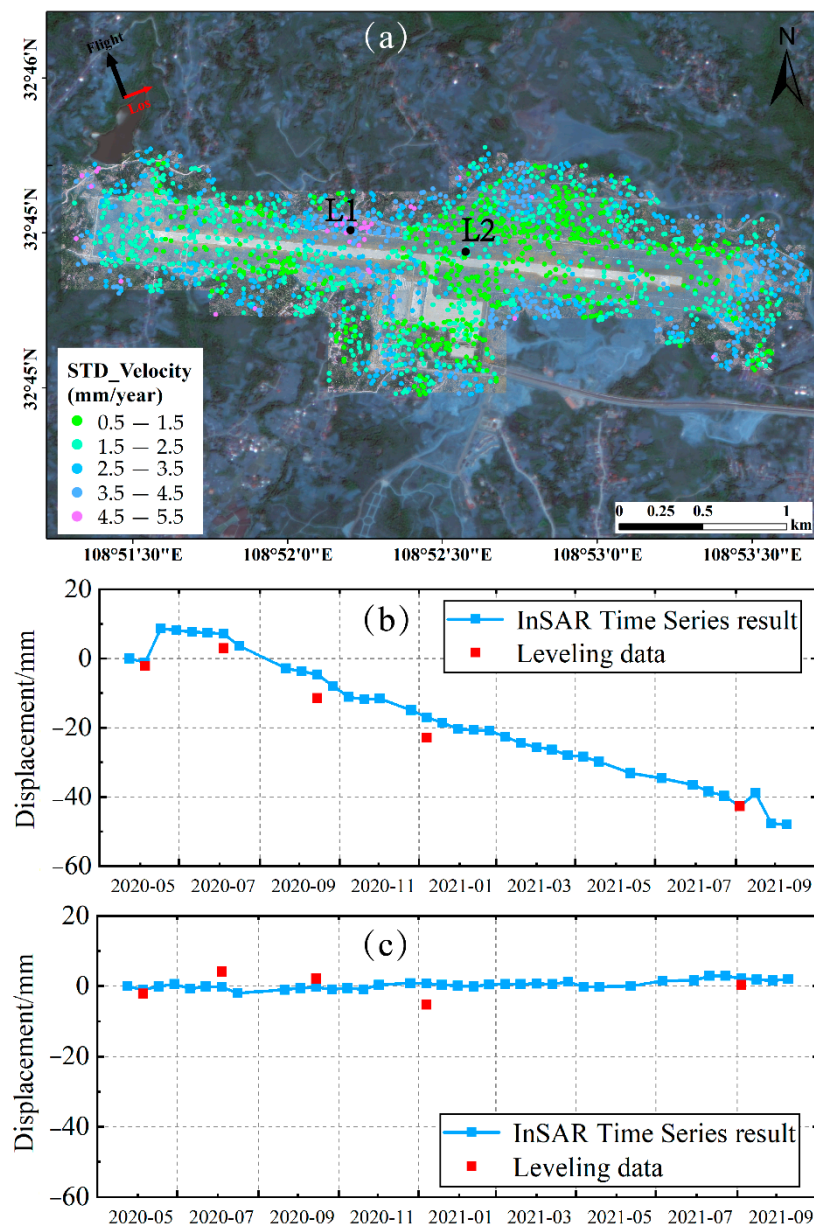 (a)
Flight
Los
N
32°46'N
32°45'N
32°45'N
L1
L2
STD_Velocity
(mm/year)
0.5 — 1.5
1.5 — 2.5
2.5 — 3.5
3.5 — 4.5
4.5 — 5.5
0 0.25 0.5 1
km
108°51'30"E 108°52'0"E 108°52'30"E 108°53'0"E 108°53'30"E
(b)
InSAR Time Series result
Leveling data
Displacement/mm
20
0
–20
–40
–60
2020-05 2020-07 2020-09 2020-11 2021-01 2021-03 2021-05 2021-07 2021-09
(c)
Displacement/mm
20
0
–20
–40
–60
InSAR Time Series result
Leveling data
2020-05 2020-07 2020-09 2020-11 2021-01 2021-03 2021-05 2021-07 2021-09